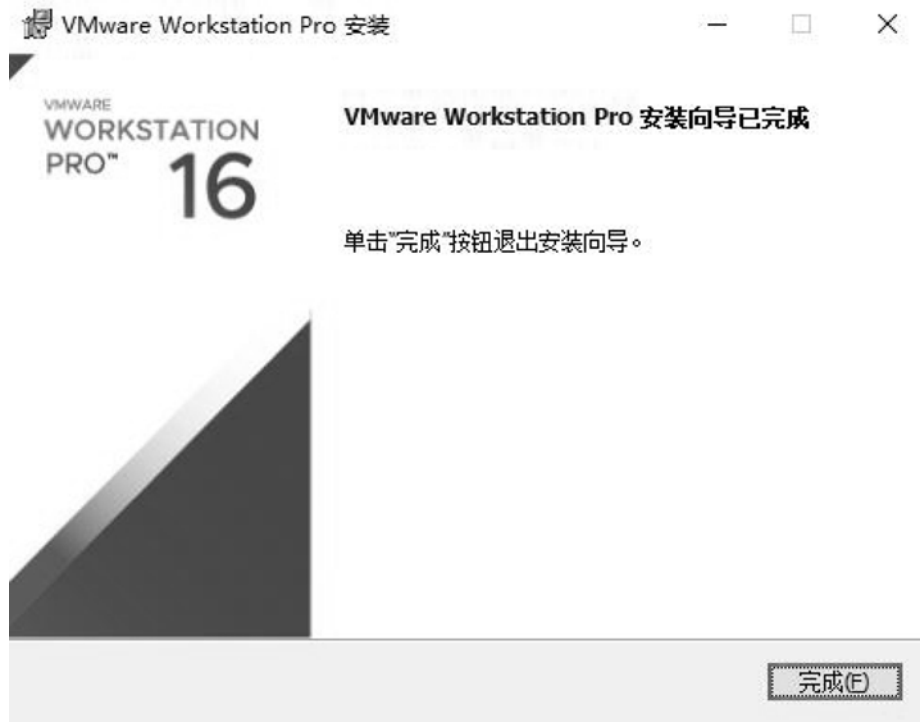 VMware Workstation Pro 安装
VMWARE
WORKSTATION
PRO™
16
VMware Workstation Pro 安装向导已完成
单击"完成"按钮退出安装向导。
完成(F)